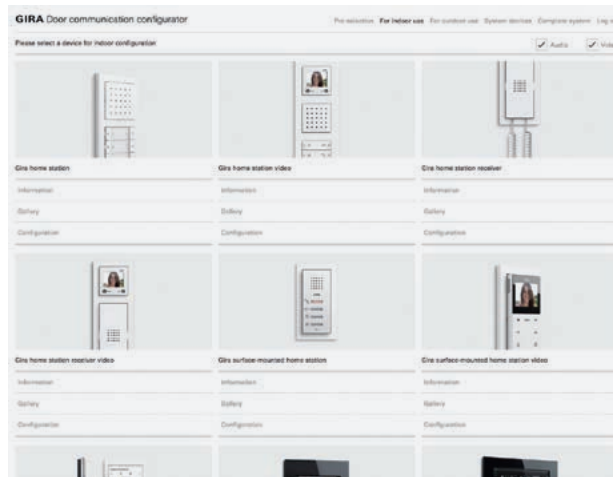 GIRA Door communication configurator
Pre-selection For indoor use For outdoor use System devices Complete system Log
Please select a device for indoor configuration
Audio
Gira home station
Gira home station video
Gira home station receiver
Information
Information
Information
Gallery
Gallery
Gallery
Configuration
Configuration
Configuration
Gira home station receiver video
Gira surface-mounted home station
Gira surface-mounted home station video
Information
Information
Information
Gallery
Gallery
Gallery
Configuration
Configuration
Configuration